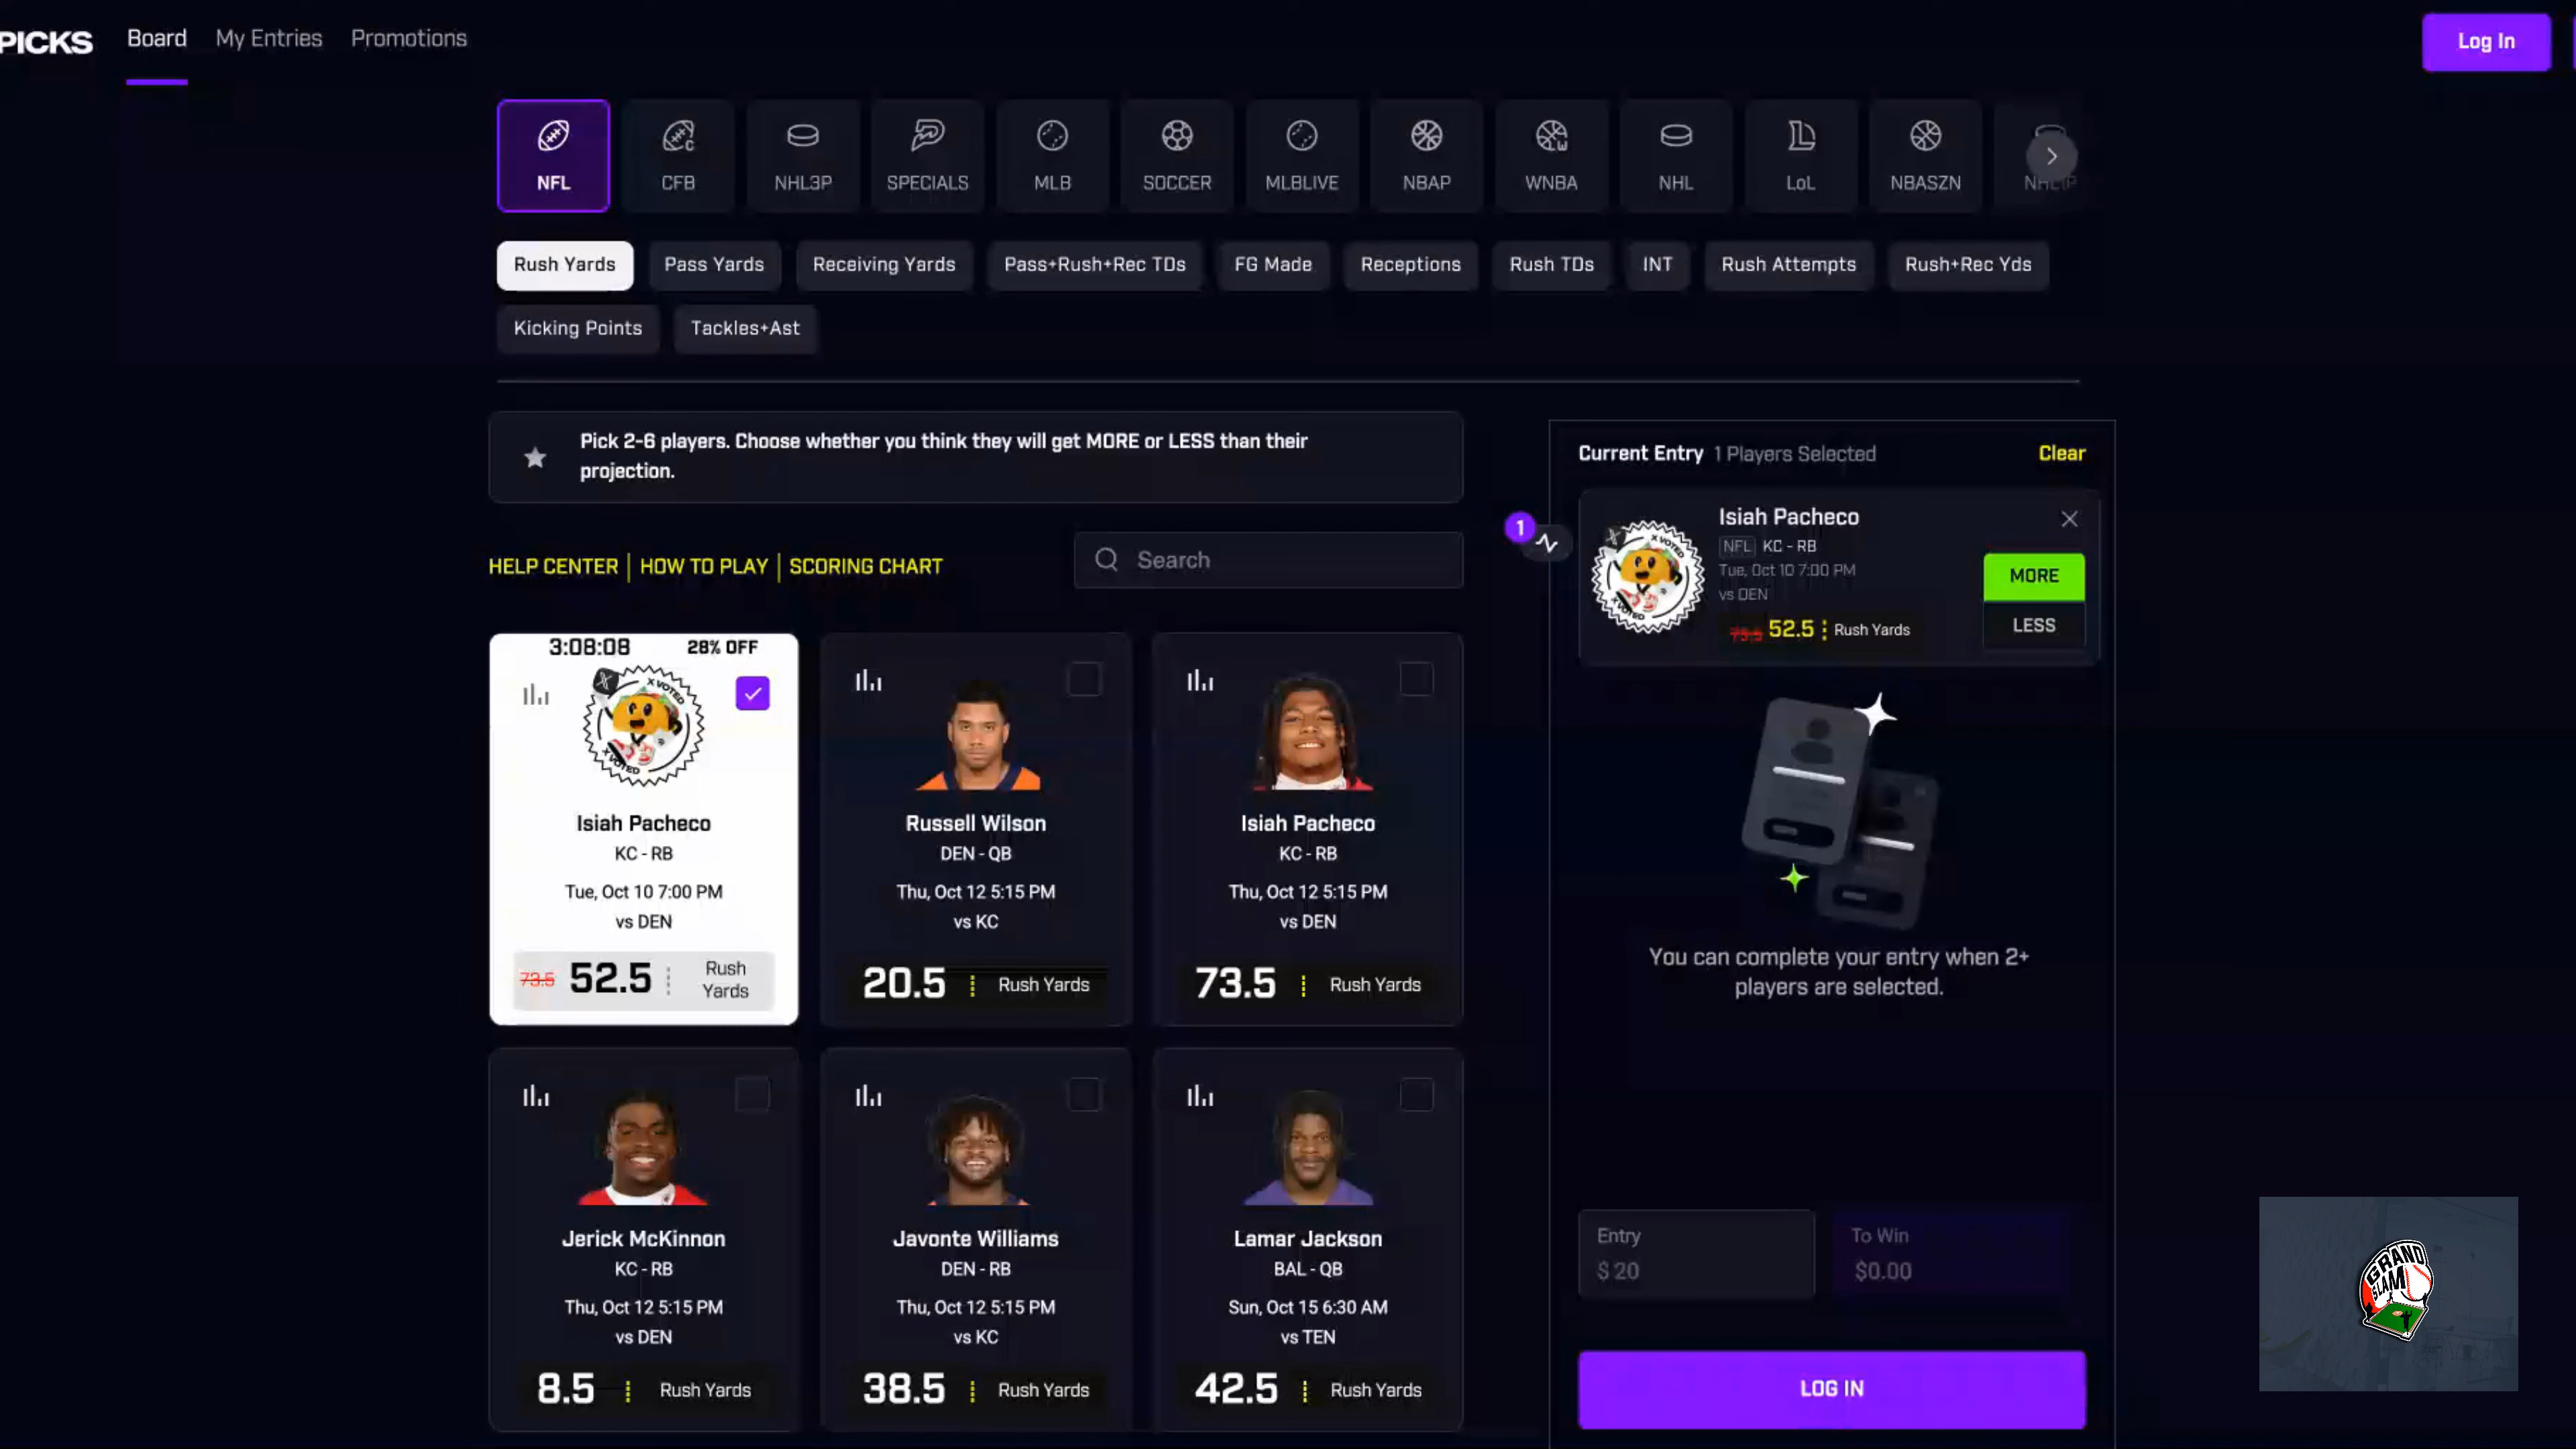 PICKS
Board
My Entries
Promotions
Log In
NFL
CFB
NHL3P
SPECIALS
MLB
SOCCER
MLBLIVE
NBAP
WNBA
NHL
LoL
NBASZN
NHL1P
Rush Yards
Pass Yards
Receiving Yards
Pass+Rush+Rec TDs
FG Made
Receptions
Rush TDs
INT
Rush Attempts
Rush+Rec Yds
Kicking Points
Tackles+Ast
Pick 2-6 players. Choose whether you think they will get MORE or LESS than their
projection.
HELP CENTER
HOW TO PLAY
SCORING CHART
Search
3:08:08
28% OFF
X VOTED
X VOTED
Isiah Pacheco
KC - RB
Tue, Oct 10 7:00 PM
vs DEN
73.5 52.5
Rush
Yards
Russell Wilson
DEN - QB
Thu, Oct 12 5:15 PM
vs KC
20.5 Rush Yards
Isiah Pacheco
KC - RB
Thu, Oct 12 5:15 PM
vs DEN
73.5 Rush Yards
Jerick McKinnon
KC - RB
Thu, Oct 12 5:15 PM
vs DEN
8.5 Rush Yards
Javonte Williams
DEN - RB
Thu, Oct 12 5:15 PM
vs KC
38.5 Rush Yards
Lamar Jackson
BAL - QB
Sun, Oct 15 6:30 AM
vs TEN
42.5 Rush Yards
Current Entry 1 Players Selected
Clear
1
X VOTED
X VOTED
Isiah Pacheco
NFL KC - RB
Tue, Oct 10 7:00 PM
vs DEN
73.5 52.5 Rush Yards
MORE
LESS
You can complete your entry when 2+
players are selected.
Entry
$ 20
To Win
$0.00
LOG IN
GRAND
SLAM